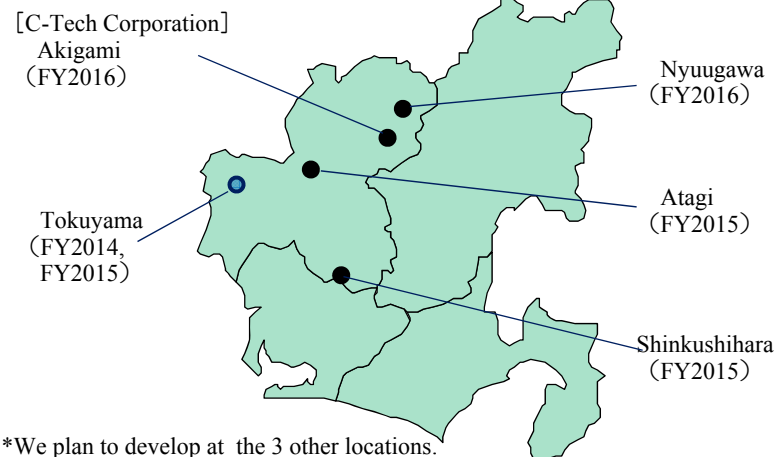 [C-Tech Corporation]
Akigami
（FY2016）
Nyuugawa
（FY2016）
Atagi
（FY2015）
Tokuyama
（FY2014,
FY2015）
Shinkushihara
（FY2015）
*We plan to develop at the 3 other locations.